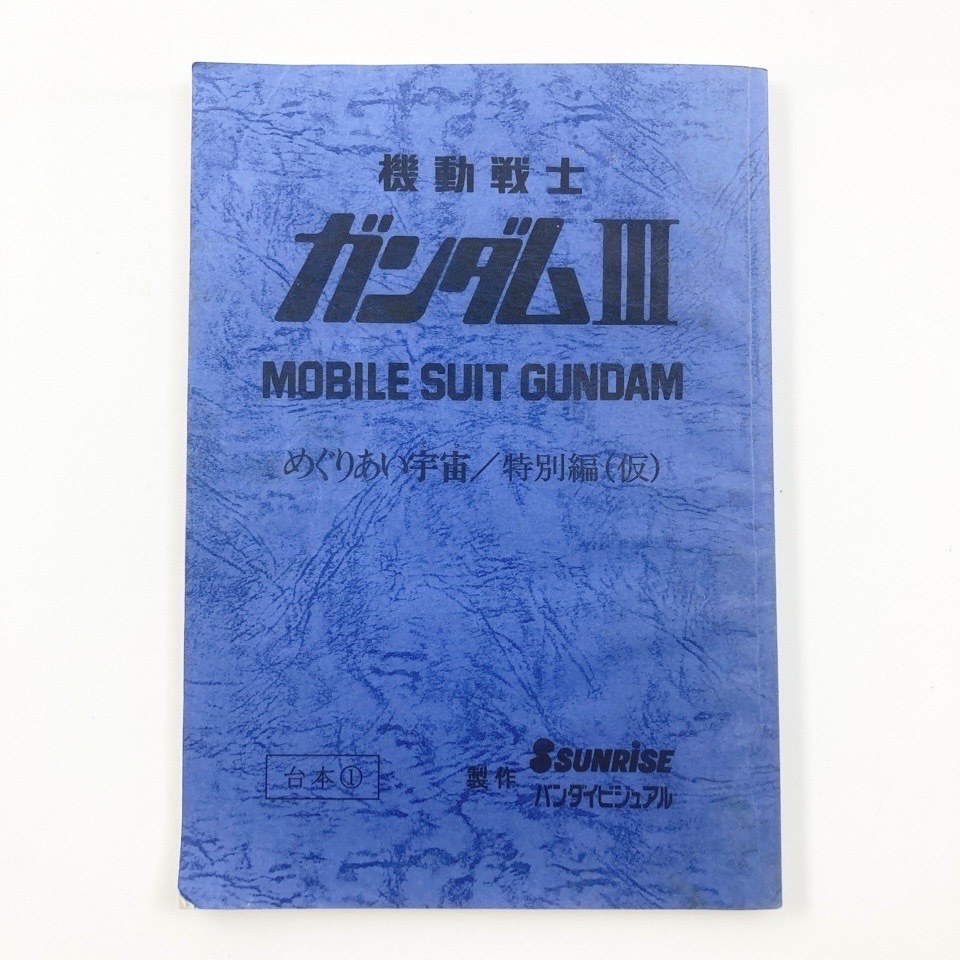 機動戦士
ガンダムIII
MOBILE SUIT GUNDAM
めぐりあい宇宙/特別編(仮)
台本①
製作 SUNRISE
バンダイビジュアル